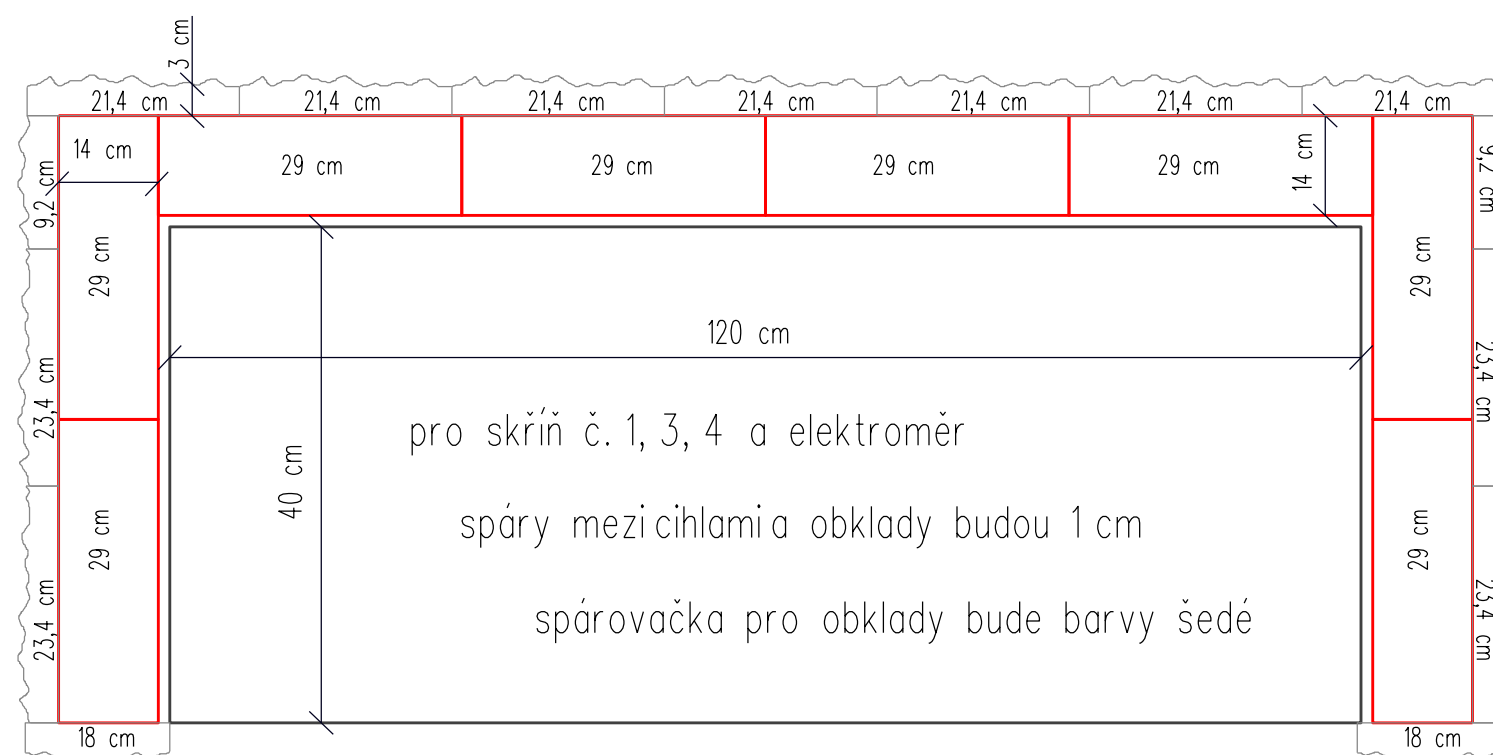 3 cm
21,4 cm 21,4 cm 21,4 cm 21,4 cm 21,4 cm 21,4 cm 21,4 cm
14 cm 29 cm 29 cm 29 cm 29 cm 14 cm
9,2 cm 9,2 cm
29 cm 29 cm
120 cm
23,4 cm 23,4 cm
pro skříň č. 1, 3, 4 a elektroměr
40 cm
spáry mezi cihlami a obklady budou 1 cm
29 cm 29 cm
spárovačka pro obklady bude barvy šedé
23,4 cm 23,4 cm
18 cm 18 cm